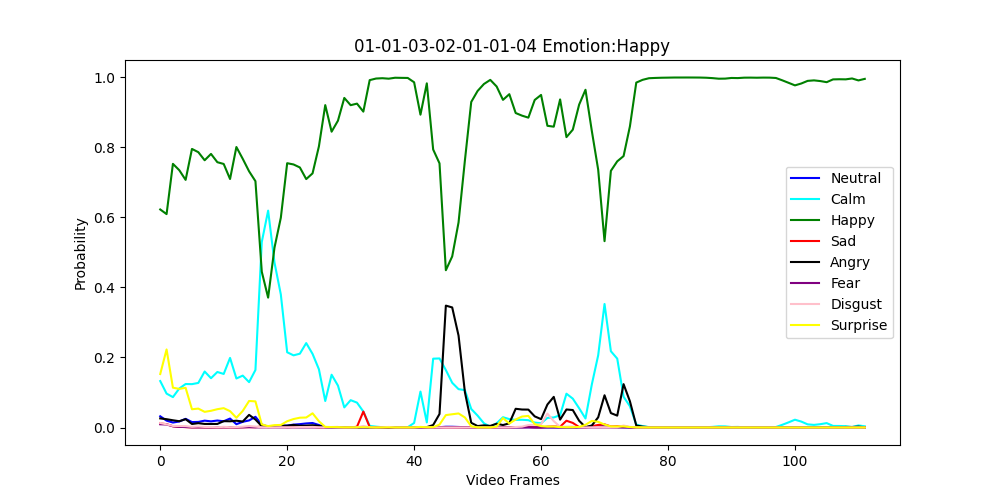 01-01-03-02-01-01-04 Emotion:Happy
1.0
0.8
0.6
0.4
0.2
0.0
Probability
0 20 40 60 80 100
Video Frames
Neutral
Calm
Happy
Sad
Angry
Fear
Disgust
Surprise